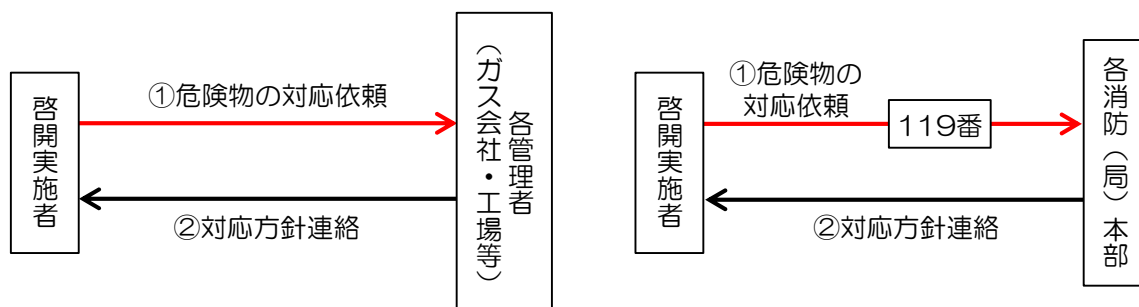 啓開実施者
①危険物の対応依頼
②対応方針連絡
各管理者
（ガス会社・工場等）
啓開実施者
①危険物の
対応依頼
119番
②対応方針連絡
各消防（局）本部